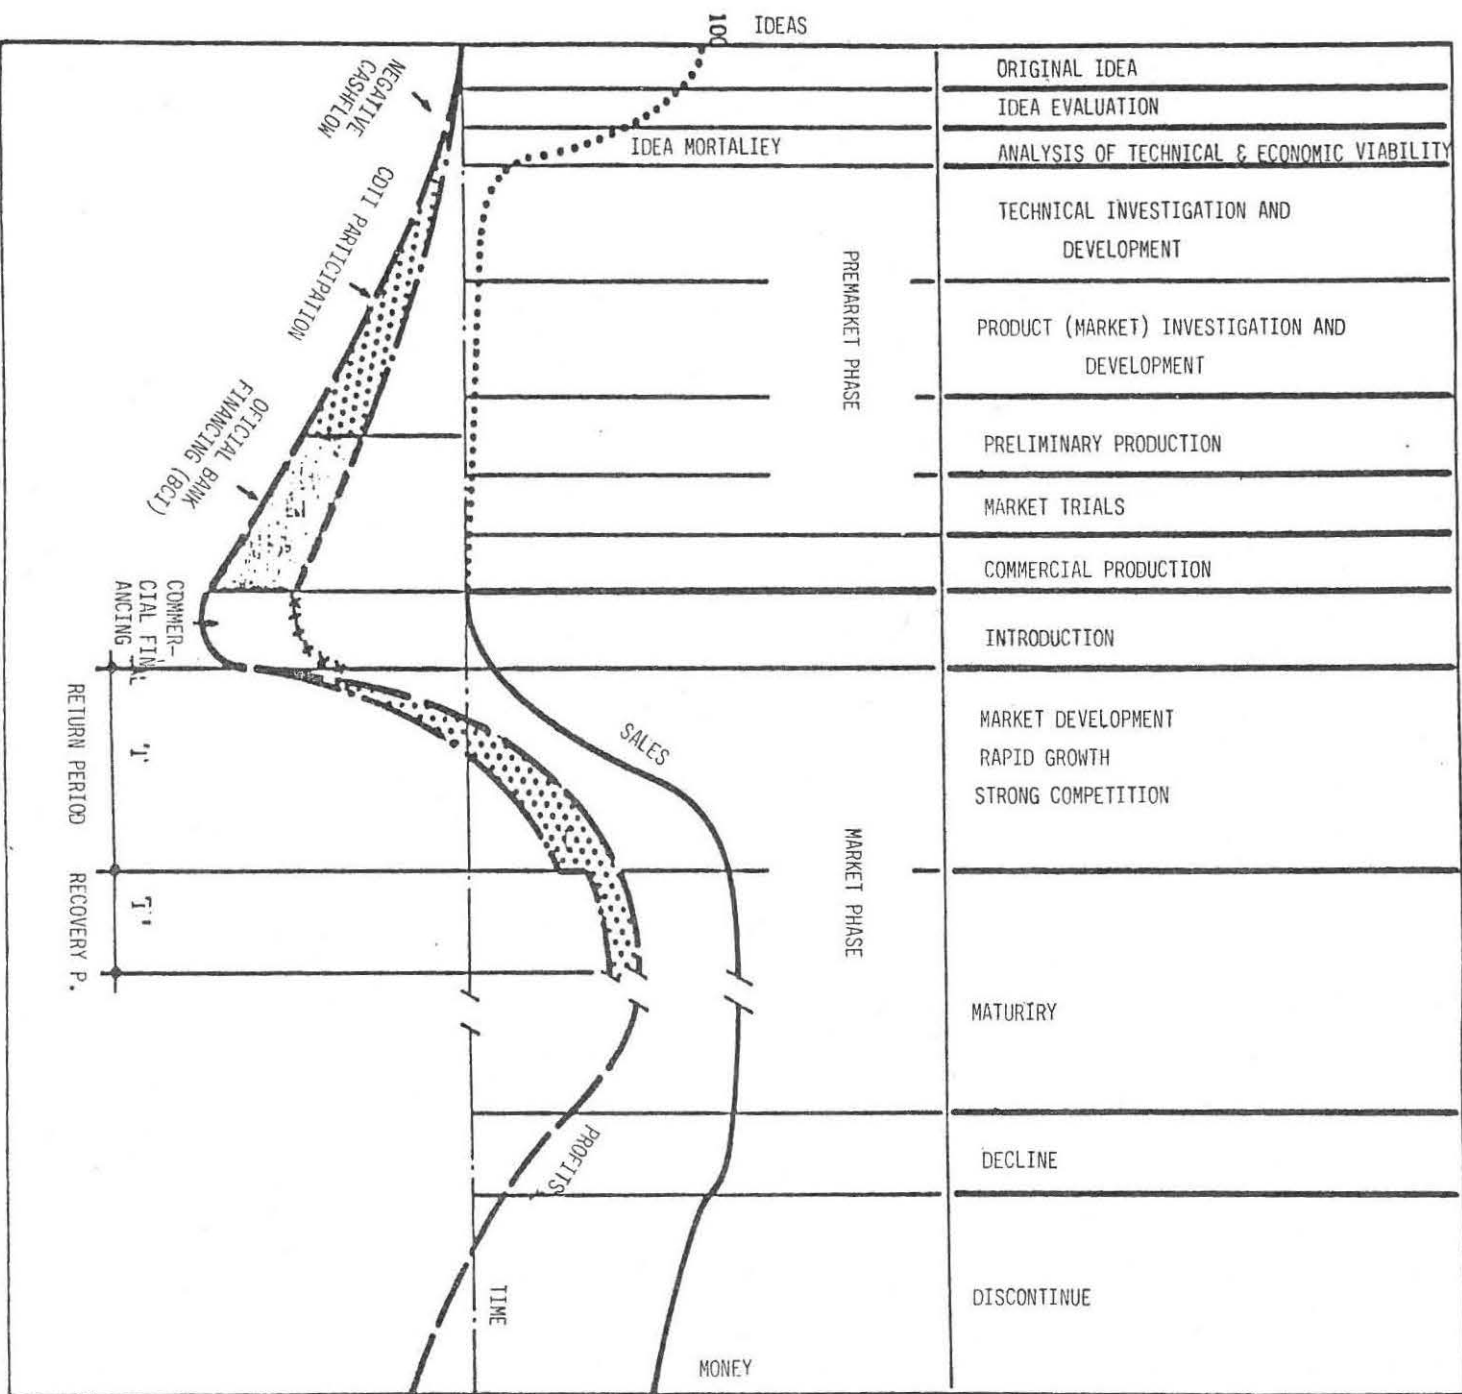 100 IDEAS
ORIGINAL IDEA
IDEA EVALUATION
IDEA MORTALIEY
ANALYSIS OF TECHNICAL & ECONOMIC VIABILITY
TECHNICAL INVESTIGATION AND
DEVELOPMENT
PRODUCT (MARKET) INVESTIGATION AND
DEVELOPMENT
PRELIMINARY PRODUCTION
MARKET TRIALS
COMMERCIAL PRODUCTION
INTRODUCTION
MARKET DEVELOPMENT
RAPID GROWTH
STRONG COMPETITION
MATURIRY
DECLINE
DISCONTINUE
PREMARKET PHASE
MARKET PHASE
NEGATIVE
CASHFLOW
CDTI PARTICIPATION
OFICIAL BANK
FINANCING (BCI)
COMMER-
CIAL FIN
ANCING
RETURN PERIOD
RECOVERY P.
SALES
PROFITS
TIME
MONEY